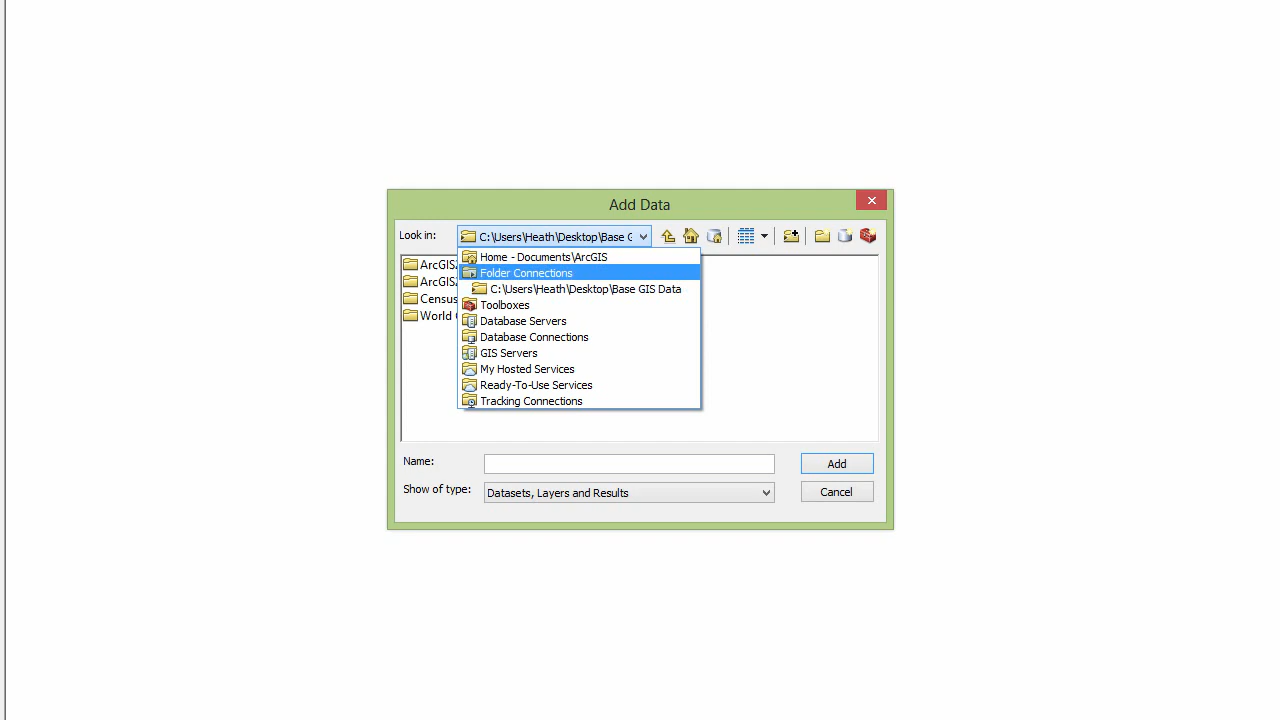 Add Data
Look in:
C:\Users\Heath\Desktop\Base
Home - Documents\ArcGIS
Folder Connections
C:\Users\Heath\Desktop\Base GIS Data
Toolboxes
Database Servers
Database Connections
GIS Servers
My Hosted Services
Ready-To-Use Services
Tracking Connections
ArcGIS
ArcGIS
Census
World
Name:
Add
Show of type:
Datasets, Layers and Results
Cancel